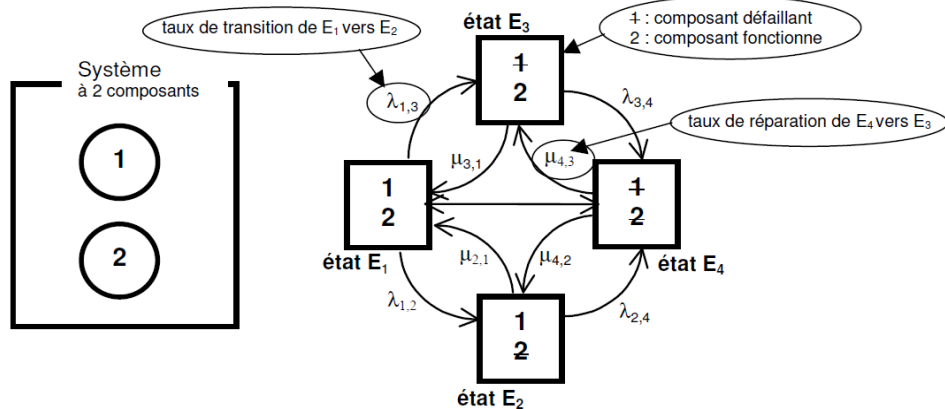 taux de transition de E₁ vers E₂
état E₃
1̶ : composant défaillant
2 : composant fonctionne
Système
à 2 composants
1̶
2
λ₁,₃
λ₃,₄
taux de réparation de E₄ vers E₃
1
μ₃,₁
μ₄,₃
1
2
1̶
2̶
2
état E₁
μ₂,₁
μ₄,₂
état E₄
λ₁,₂
λ₂,₄
1
2̶
état E₂